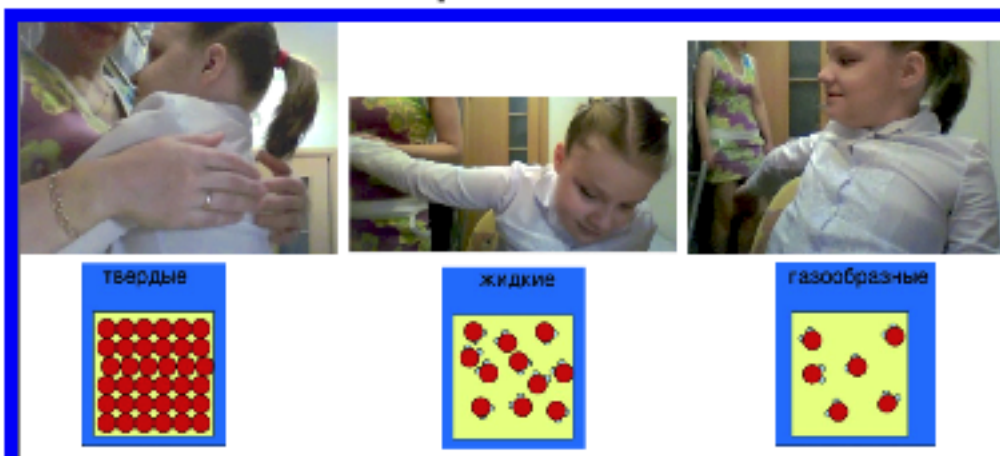 твердые
жидкие
газообразные